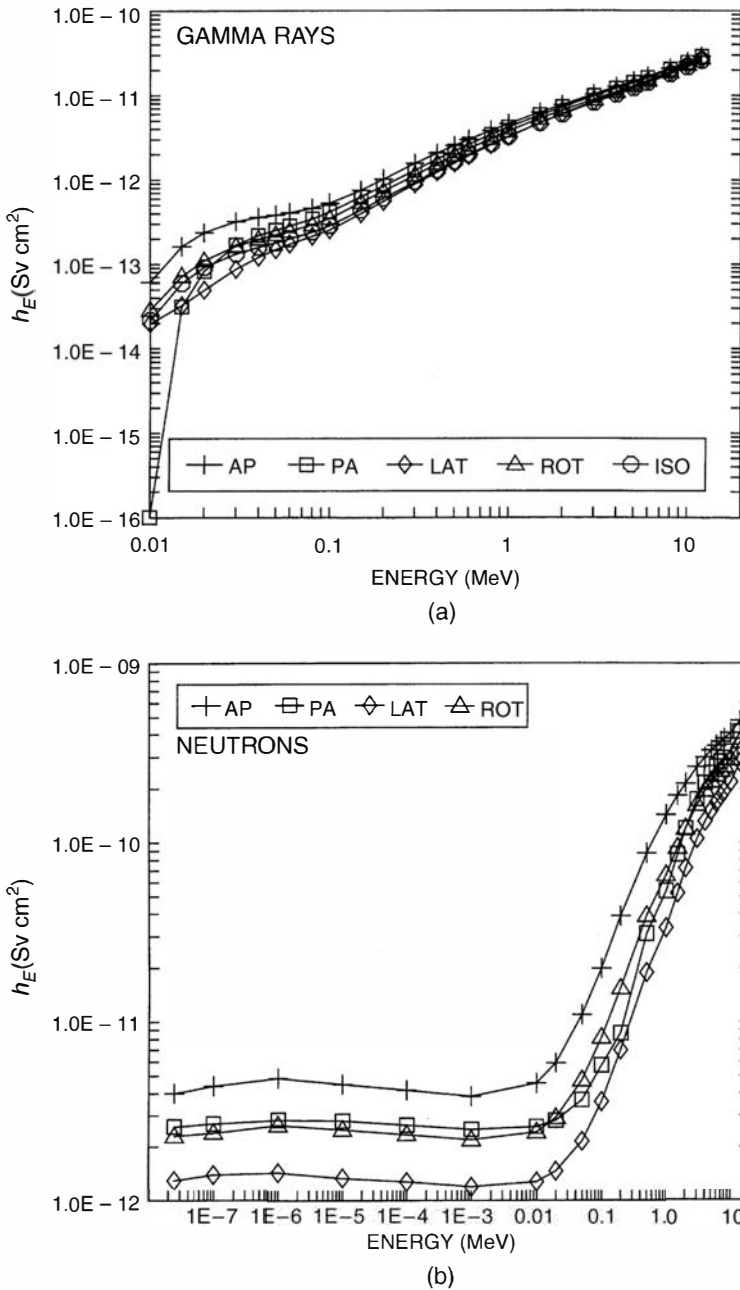 GAMMA RAYS
1.0E – 10
1.0E – 11
1.0E – 12
1.0E – 13
1.0E – 14
1.0E – 15
1.0E – 16
h_E(Sv cm²)
AP PA LAT ROT ISO
0.01 0.1 1 10
ENERGY (MeV)
(a)
1.0E – 09
1.0E – 10
1.0E – 11
1.0E – 12
h_E(Sv cm²)
AP PA LAT ROT
NEUTRONS
1E–7 1E–6 1E–5 1E–4 1E–3 0.01 0.1 1.0 10
ENERGY (MeV)
(b)